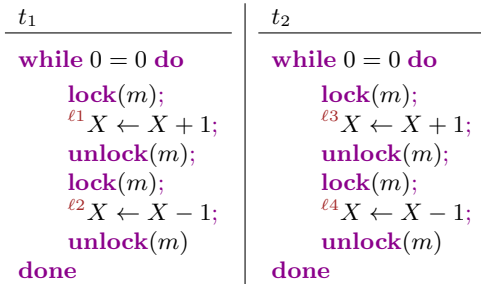 t₁ t₂
while 0 = 0 do while 0 = 0 do
lock(m); lock(m);
ℓ1 X ← X + 1; ℓ3 X ← X + 1;
unlock(m); unlock(m);
lock(m); lock(m);
ℓ2 X ← X − 1; ℓ4 X ← X − 1;
unlock(m) unlock(m)
done done